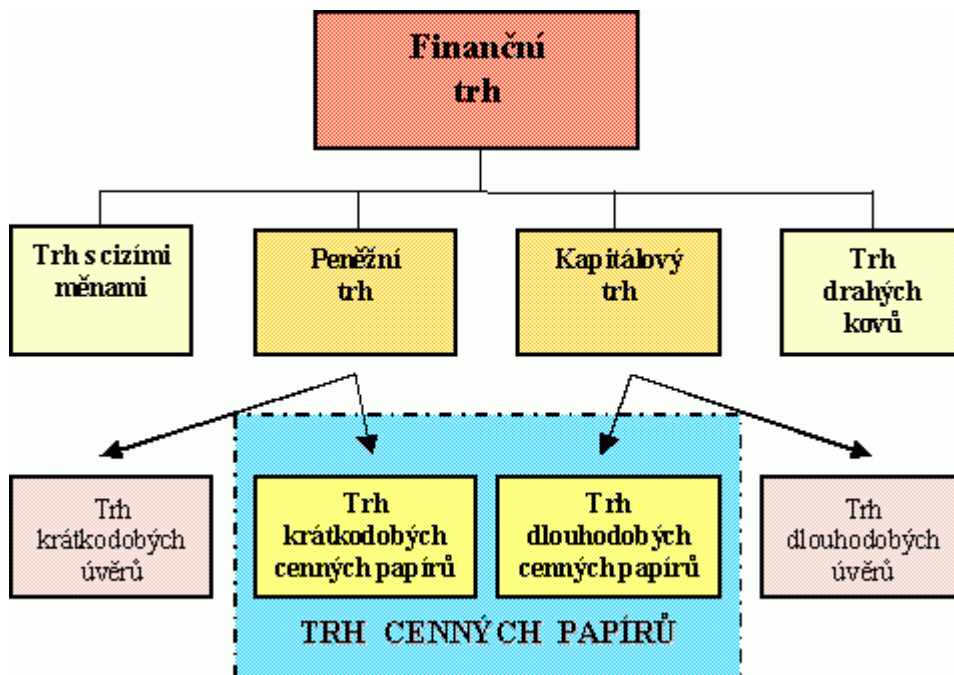 Finanční
trh
Trh s cizími
měnami
Peněžní
trh
Kapitálový
trh
Trh
drahých
kovů
Trh
krátkodobých
úvěrů
Trh
krátkodobých
cenných papírů
Trh
dlouhodobých
cenných papírů
Trh
dlouhodobých
úvěrů
TRH CENNÝCH PAPÍRŮ